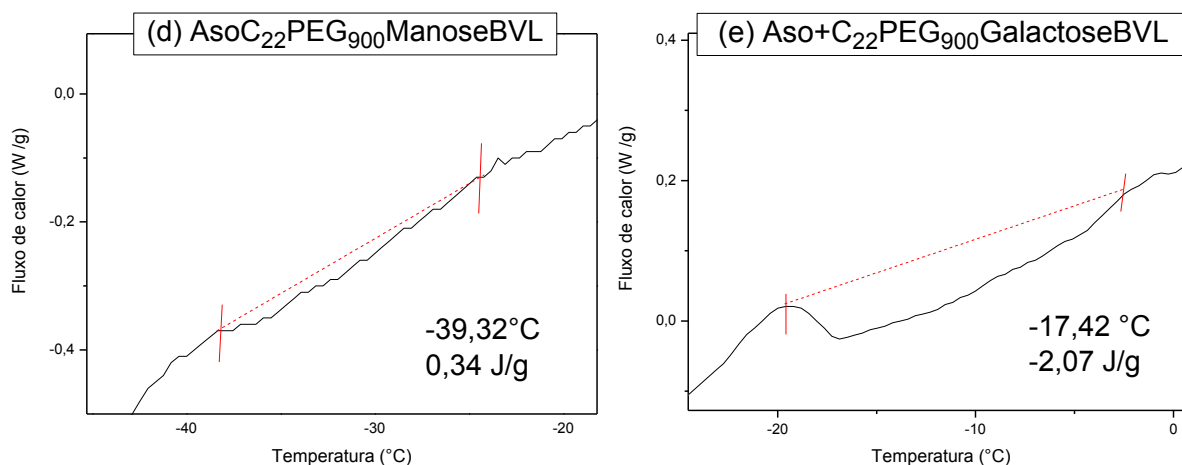 (d) AsoC₂₂PEG₉₀₀ManoseBVL
0,0
-0,2
-0,4
Fluxo de calor (W /g)
-39,32°C
0,34 J/g
-40
-30
-20
Temperatura (°C)
(e) Aso+C₂₂PEG₉₀₀GalactoseBVL
0,4
0,2
0,0
Fluxo de calor (W /g)
-17,42 °C
-2,07 J/g
-20
-10
0
Temperatura (°C)